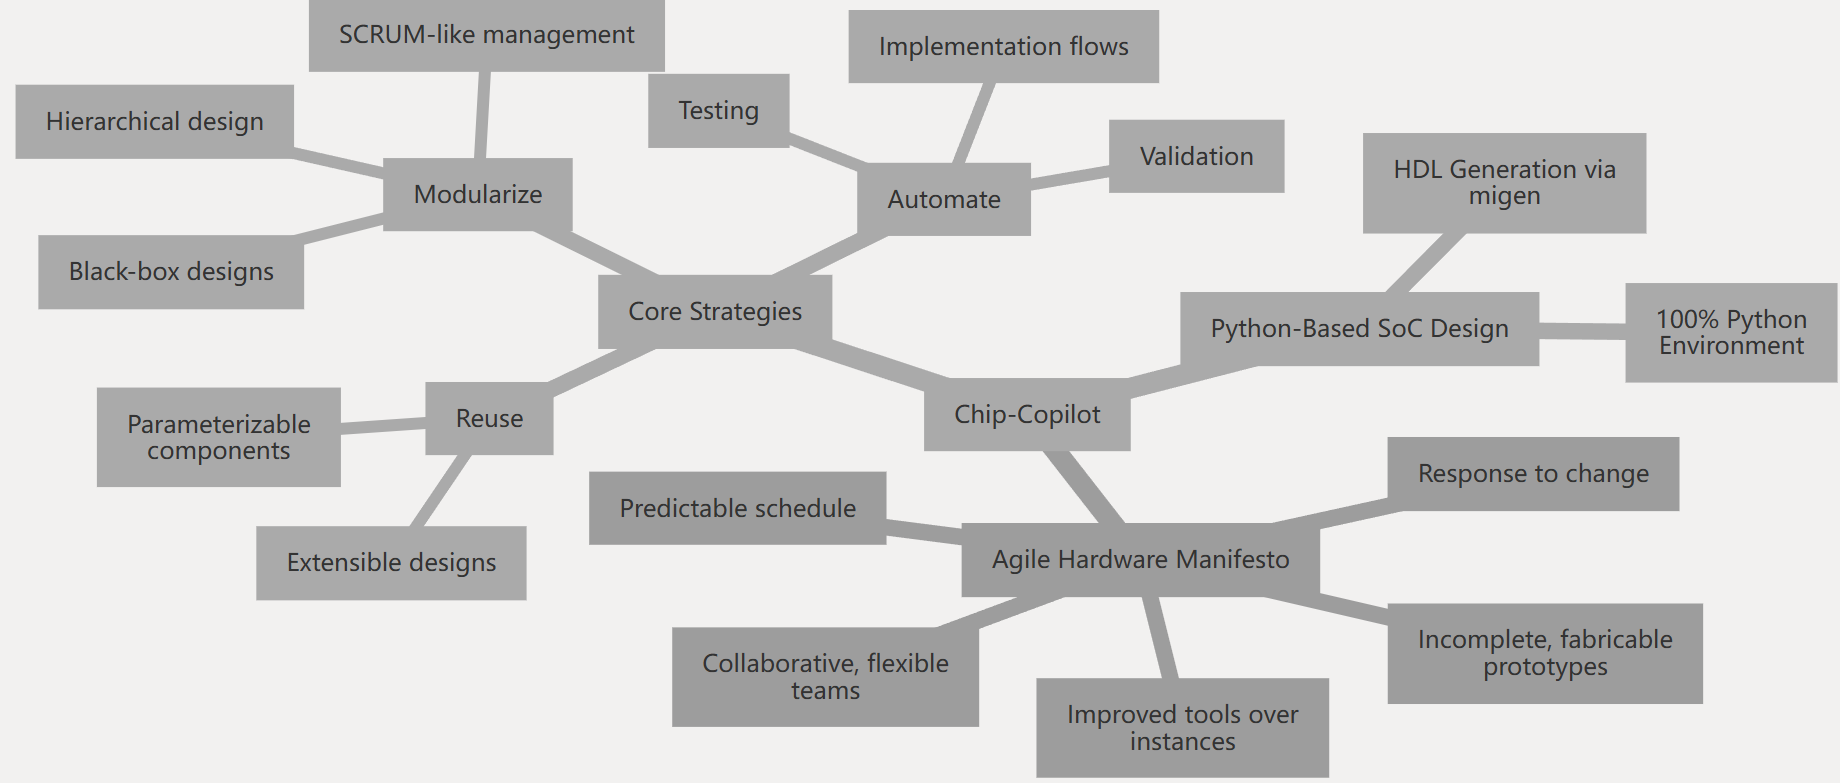 SCRUM-like management
Implementation flows
Testing
Hierarchical design
Validation
HDL Generation via
migen
Modularize
Automate
Black-box designs
Core Strategies
Python-Based SoC Design
100% Python
Environment
Parameterizable
components
Reuse
Chip-Copilot
Response to change
Predictable schedule
Extensible designs
Agile Hardware Manifesto
Collaborative, flexible
teams
Incomplete, fabricable
prototypes
Improved tools over
instances